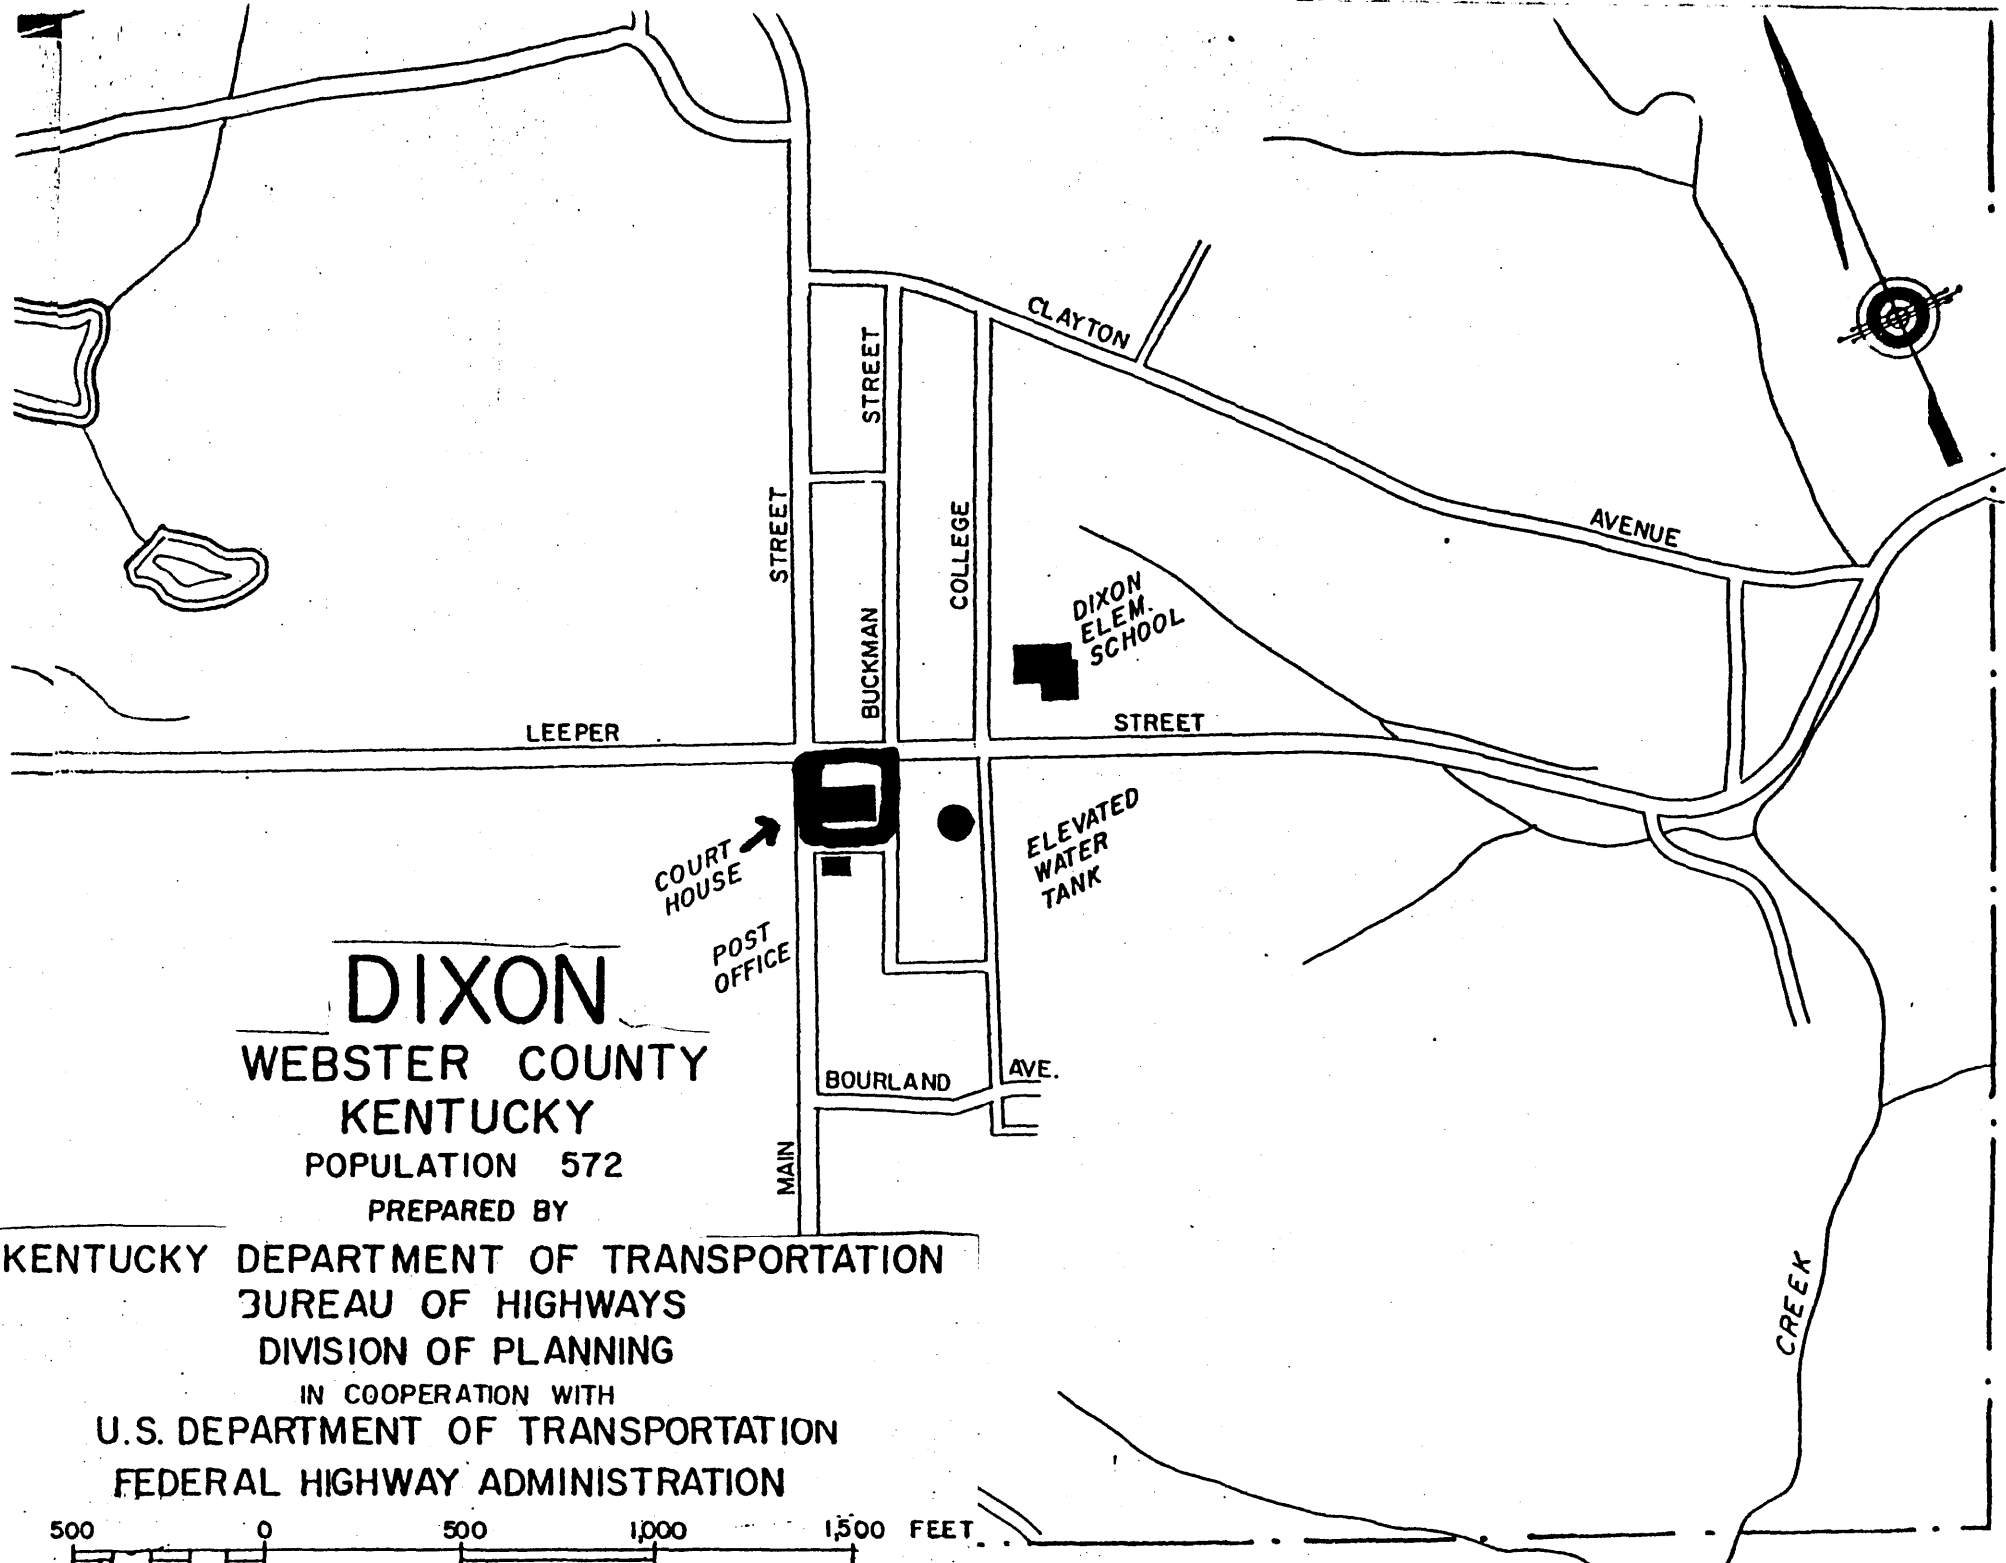 CLAYTON
AVENUE
STREET
STREET
COLLEGE
BUCKMAN
DIXON
ELEM.
SCHOOL
LEEPER
STREET
COURT
HOUSE
ELEVATED
WATER
TANK
POST
OFFICE
DIXON
WEBSTER COUNTY
KENTUCKY
POPULATION 572
PREPARED BY
KENTUCKY DEPARTMENT OF TRANSPORTATION
BUREAU OF HIGHWAYS
DIVISION OF PLANNING
IN COOPERATION WITH
U.S. DEPARTMENT OF TRANSPORTATION
FEDERAL HIGHWAY ADMINISTRATION
BOURLAND AVE.
MAIN
CREEK
500 0 500 1,000 1,500 FEET